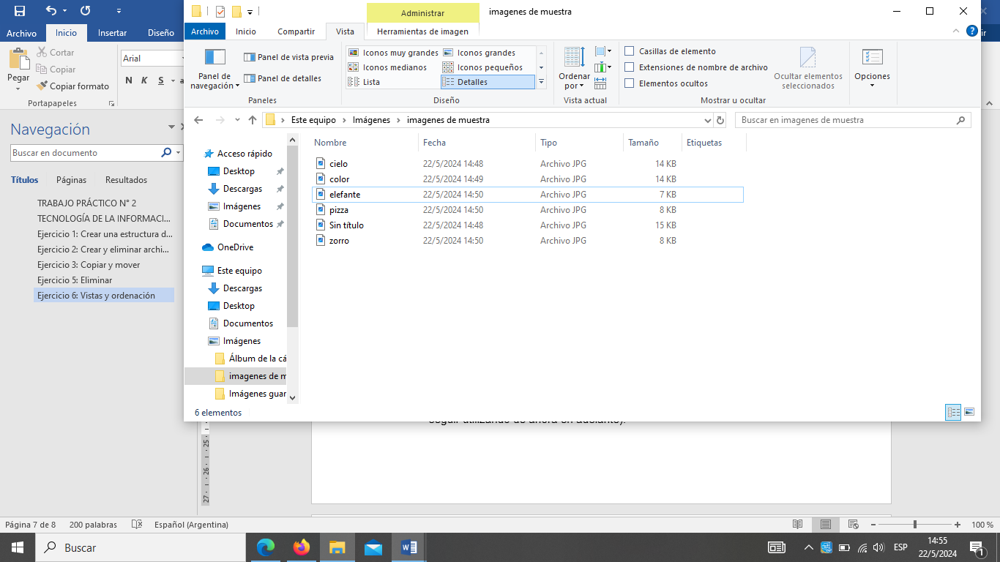 Archivo Inicio Insertar Diseño
Pegar
Cortar
Copiar
Copiar formato
Portapapeles
Arial
N K S a
Navegación
Buscar en documento
Títulos Páginas Resultados
TRABAJO PRÁCTICO N° 2
TECNOLOGÍA DE LA INFORMACI...
Ejercicio 1: Crear una estructura d...
Ejercicio 2: Crear y eliminar archi...
Ejercicio 3: Copiar y mover
Ejercicio 5: Eliminar
Ejercicio 6: Vistas y ordenación
Administrar
imagenes de muestra
Archivo Inicio Compartir Vista Herramientas de imagen
Panel de navegación
Panel de vista previa
Panel de detalles
Paneles
Iconos muy grandes Iconos grandes
Iconos medianos Iconos pequeños
Lista Detalles
Diseño
Ordenar por
Vista actual
Casillas de elemento
Extensiones de nombre de archivo
Elementos ocultos
Ocultar elementos seleccionados
Mostrar u ocultar
Opciones
Este equipo Imágenes imagenes de muestra
Buscar en imagenes de muestra
Acceso rápido
Desktop
Descargas
Imágenes
Documentos
OneDrive
Este equipo
Descargas
Desktop
Documentos
Imágenes
Álbum de la cá
imagenes de m
Imágenes guar
Nombre Fecha Tipo Tamaño Etiquetas
cielo 22/5/2024 14:48 Archivo JPG 14 KB
color 22/5/2024 14:49 Archivo JPG 14 KB
elefante 22/5/2024 14:50 Archivo JPG 7 KB
pizza 22/5/2024 14:50 Archivo JPG 8 KB
Sin título 22/5/2024 14:48 Archivo JPG 15 KB
zorro 22/5/2024 14:50 Archivo JPG 8 KB
6 elementos
seguir utilizando de ahora en adelante).
25
26
27
Página 7 de 8 200 palabras Español (Argentina) 100 %
Buscar
ESP
14:55
22/5/2024
1